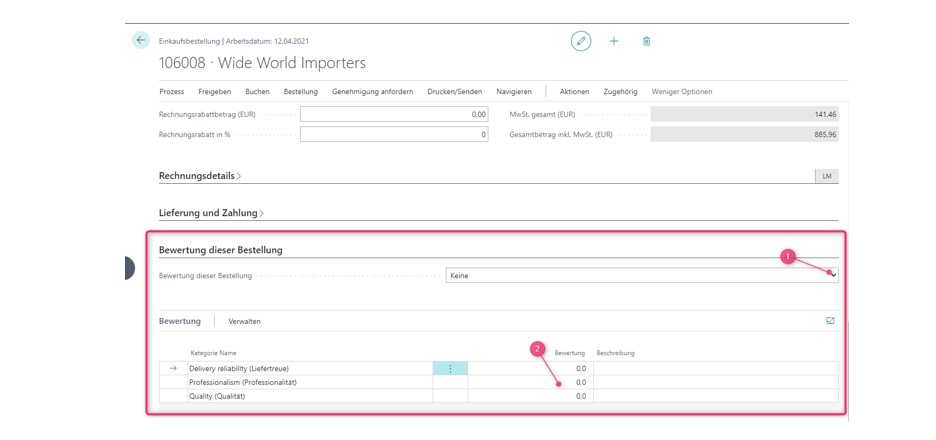 Einkaufsbestellung | Arbeitsdatum: 12.04.2021
106008 · Wide World Importers
Prozess Freigeben Buchen Bestellung Genehmigung anfordern Drucken/Senden Navigieren Aktionen Zugehörig Weniger Optionen
Rechnungsrabattbetrag (EUR) 0,00 MwSt. gesamt (EUR) 141,46
Rechnungsrabatt in % 0 Gesamtbetrag inkl. MwSt. (EUR) 885,96
Rechnungsdetails LM
Lieferung und Zahlung
Bewertung dieser Bestellung
1
Bewertung dieser Bestellung Keine
Bewertung Verwalten
2
Kategorie Name Bewertung Beschreibung
Delivery reliability (Liefertreue) 0.0
Professionalism (Professionalität) 0.0
Quality (Qualität) 0.0